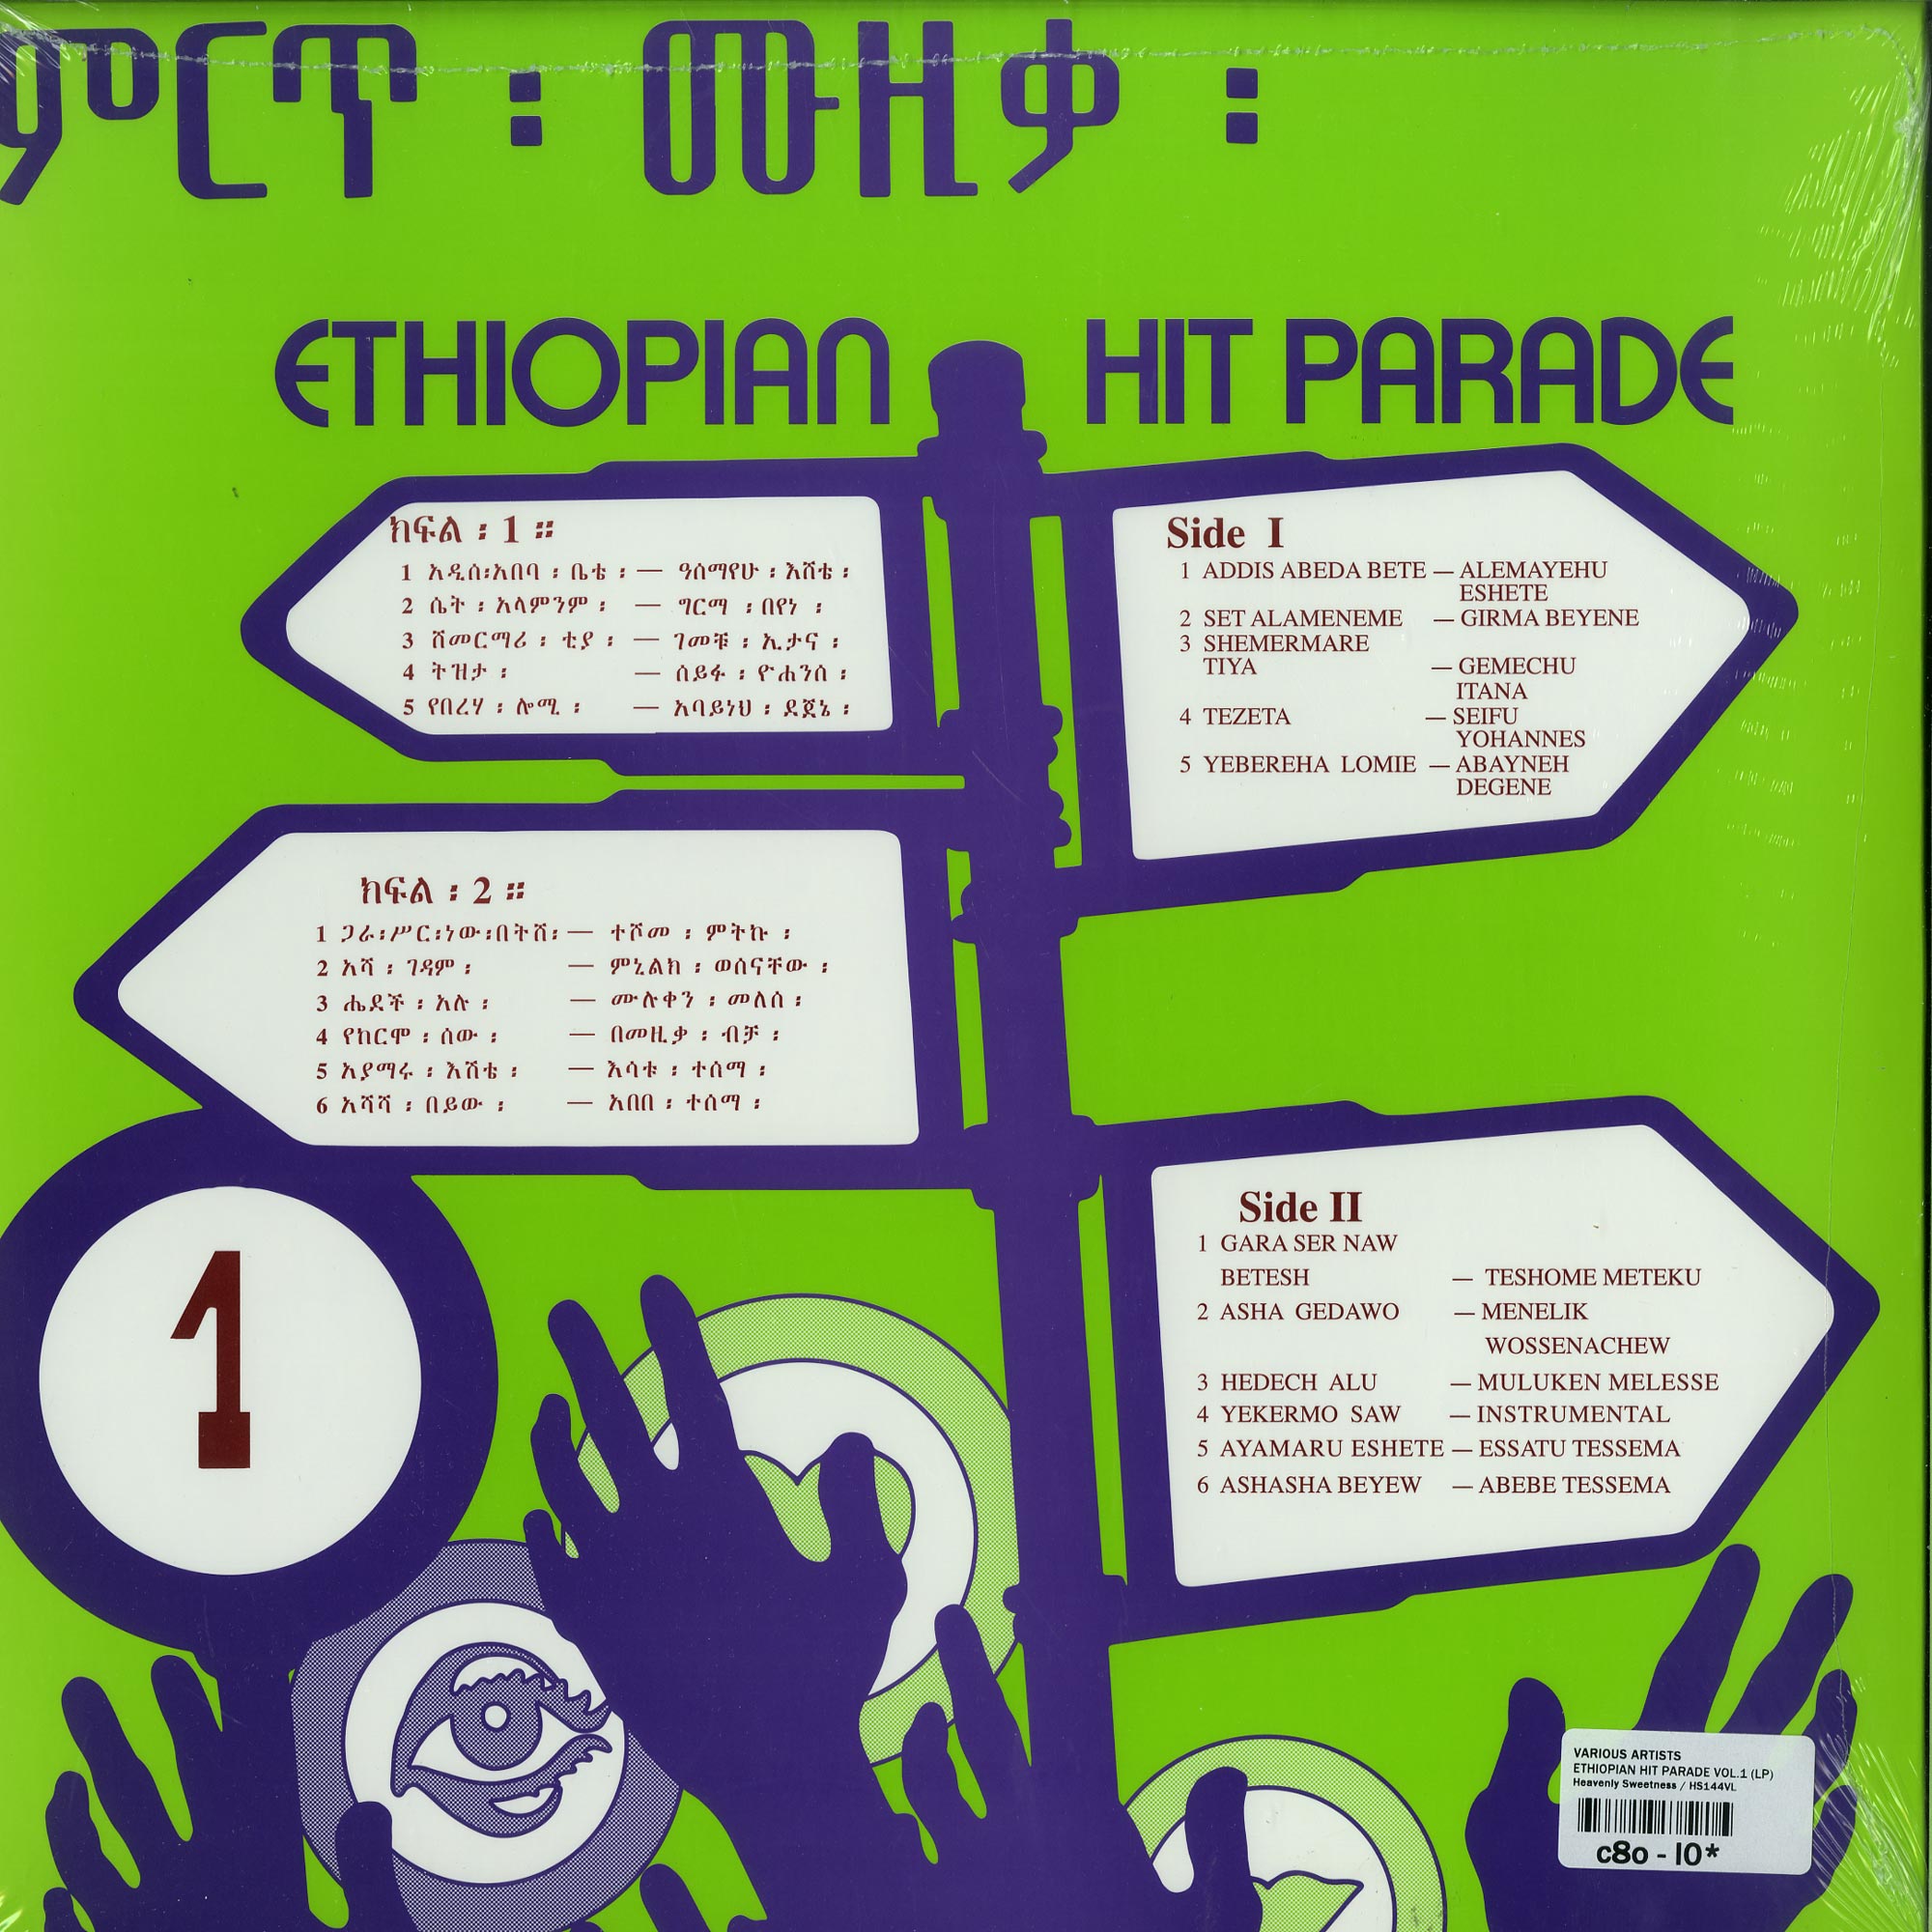 ምርጥ ፡ ሙዚቃ ፡
ETHIOPIAN HIT PARADE
ክፍል ፡ 1 ።
1 አዲስ፡አበባ ፡ ቤቴ ፡ — ዓለማየሁ ፡ እሸቴ ፡
2 ሴት ፡ አላምንም ፡ — ግርማ ፡ በየነ ፡
3 ሸመርማሪ ፡ ቲያ ፡ — ገመቹ ፡ ኢታና ፡
4 ትዝታ ፡ — ሰይፉ ፡ ዮሐንስ ፡
5 የበረሃ ፡ ሎሚ ፡ — አባይነህ ፡ ደጀኔ ፡
Side I
1 ADDIS ABEDA BETE — ALEMAYEHU
ESHETE
2 SET ALAMENEME — GIRMA BEYENE
3 SHEMERMARE
TIYA — GEMECHU
ITANA
4 TEZETA — SEIFU
YOHANNES
5 YEBEREHA LOMIE — ABAYNEH
DEGENE
ክፍል ፡ 2 ።
1 ጋራ፡ሥር፡ነው፡በትሽ፡ — ተሾመ ፡ ምትኩ ፡
2 አሻ ፡ ገዳም ፡ — ምኒልክ ፡ ወሰናቸው ፡
3 ሔደች ፡ አሉ ፡ — ሙሉቀን ፡ መለሰ ፡
4 የከርሞ ፡ ሰው ፡ — በመዚቃ ፡ ብቻ ፡
5 አያማሩ ፡ እሽቴ ፡ — እሳቱ ፡ ተሰማ ፡
6 አሻሻ ፡ በይው ፡ — አበበ ፡ ተሰማ ፡
Side II
1 GARA SER NAW
BETESH — TESHOME METEKU
2 ASHA GEDAWO — MENELIK
WOSSENACHEW
3 HEDECH ALU — MULUKEN MELESSE
4 YEKERMO SAW — INSTRUMENTAL
5 AYAMARU ESHETE — ESSATU TESSEMA
6 ASHASHA BEYEW — ABEBE TESSEMA
1
VARIOUS ARTISTS
ETHIOPIAN HIT PARADE VOL.1 (LP)
Heavenly Sweetness / HS144VL
c80 - 10*